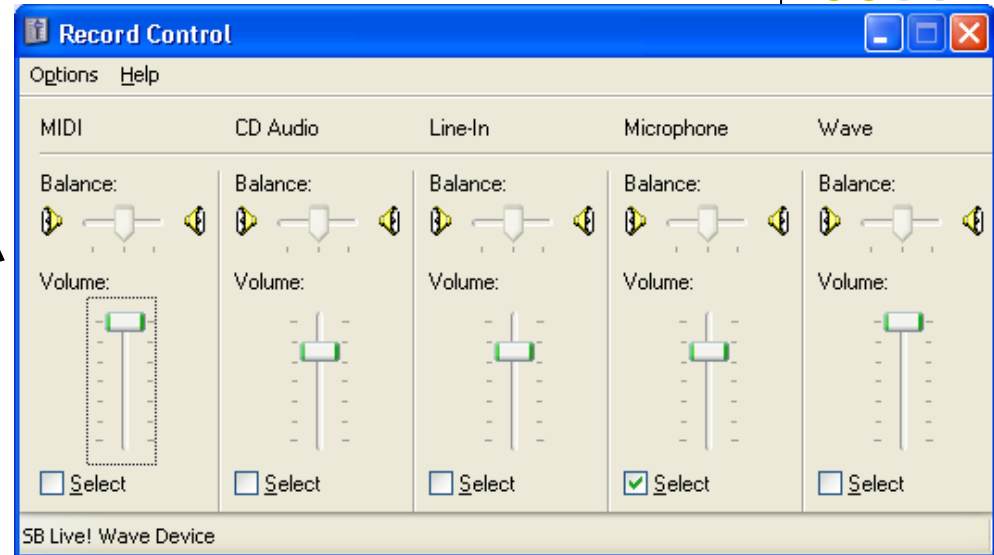 Record Control
Options Help
MIDI CD Audio Line-In Microphone Wave
Balance: Balance: Balance: Balance: Balance:
Volume: Volume: Volume: Volume: Volume:
Select Select Select Select Select
SB Live! Wave Device